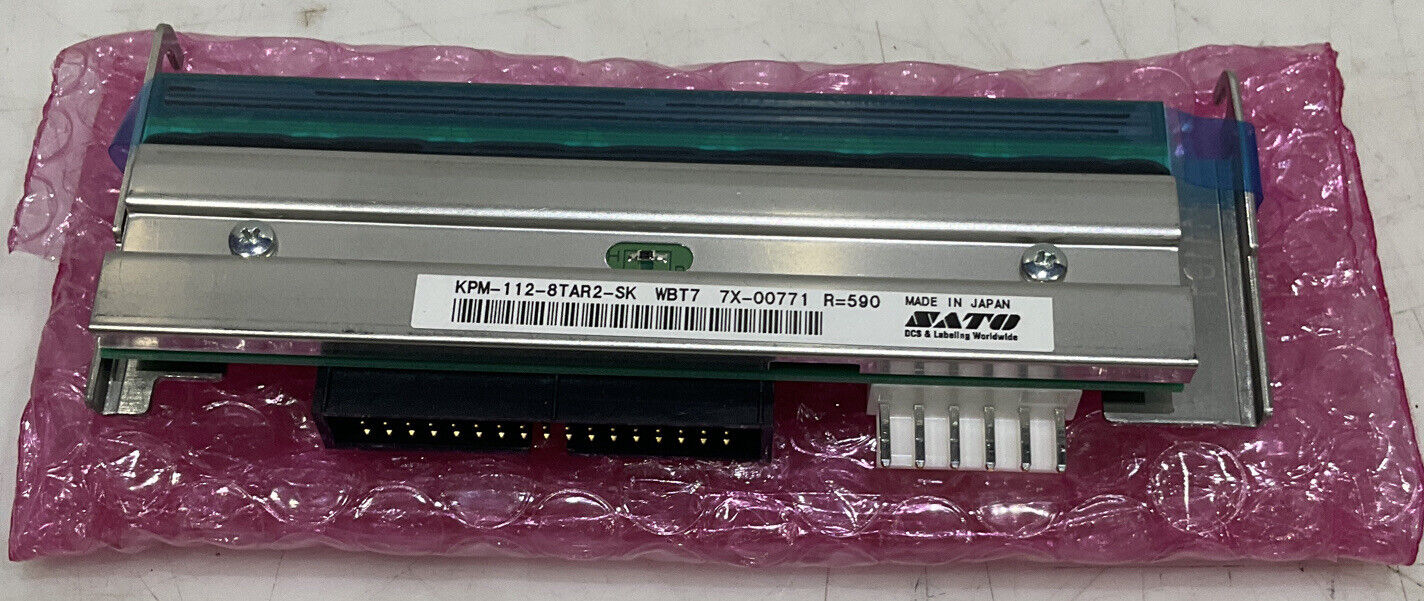 KPM-112-8TAR2-SK WBT7 7X-00771 R=590 MADE IN JAPAN
SATO
DCS & Labeling Worldwide